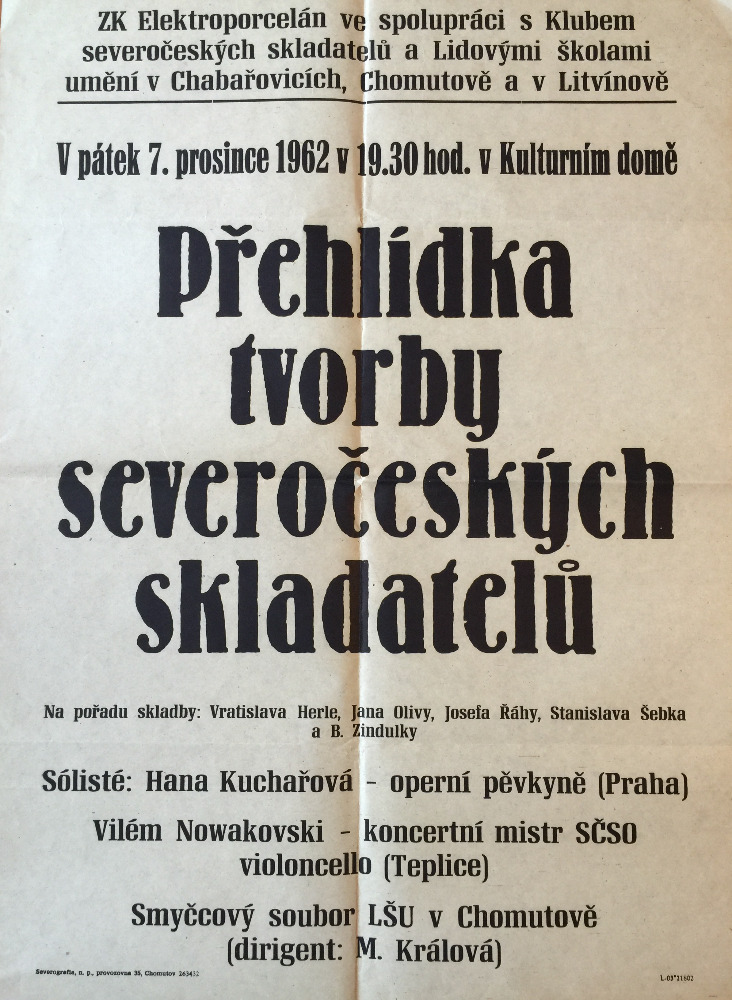 ZK Elektroporcelán ve spolupráci s Klubem
severočeských skladatelů a Lidovými školami
umění v Chabařovicích, Chomutově a v Litvínově
V pátek 7. prosince 1962 v 19.30 hod. v Kulturním domě
Přehlídka
tvorby
severočeských
skladatelů
Na pořadu skladby: Vratislava Herle, Jana Olivy, Josefa Řáhy, Stanislava Šebka
a B. Zindulky
Sólisté: Hana Kuchařová - operní pěvkyně (Praha)
Vilém Nowakovski - koncertní mistr SČSO
violoncello (Teplice)
Smyčcový soubor LŠU v Chomutově
(dirigent: M. Králová)
Severografia, n. p., provozovna 35, Chomutov 263432